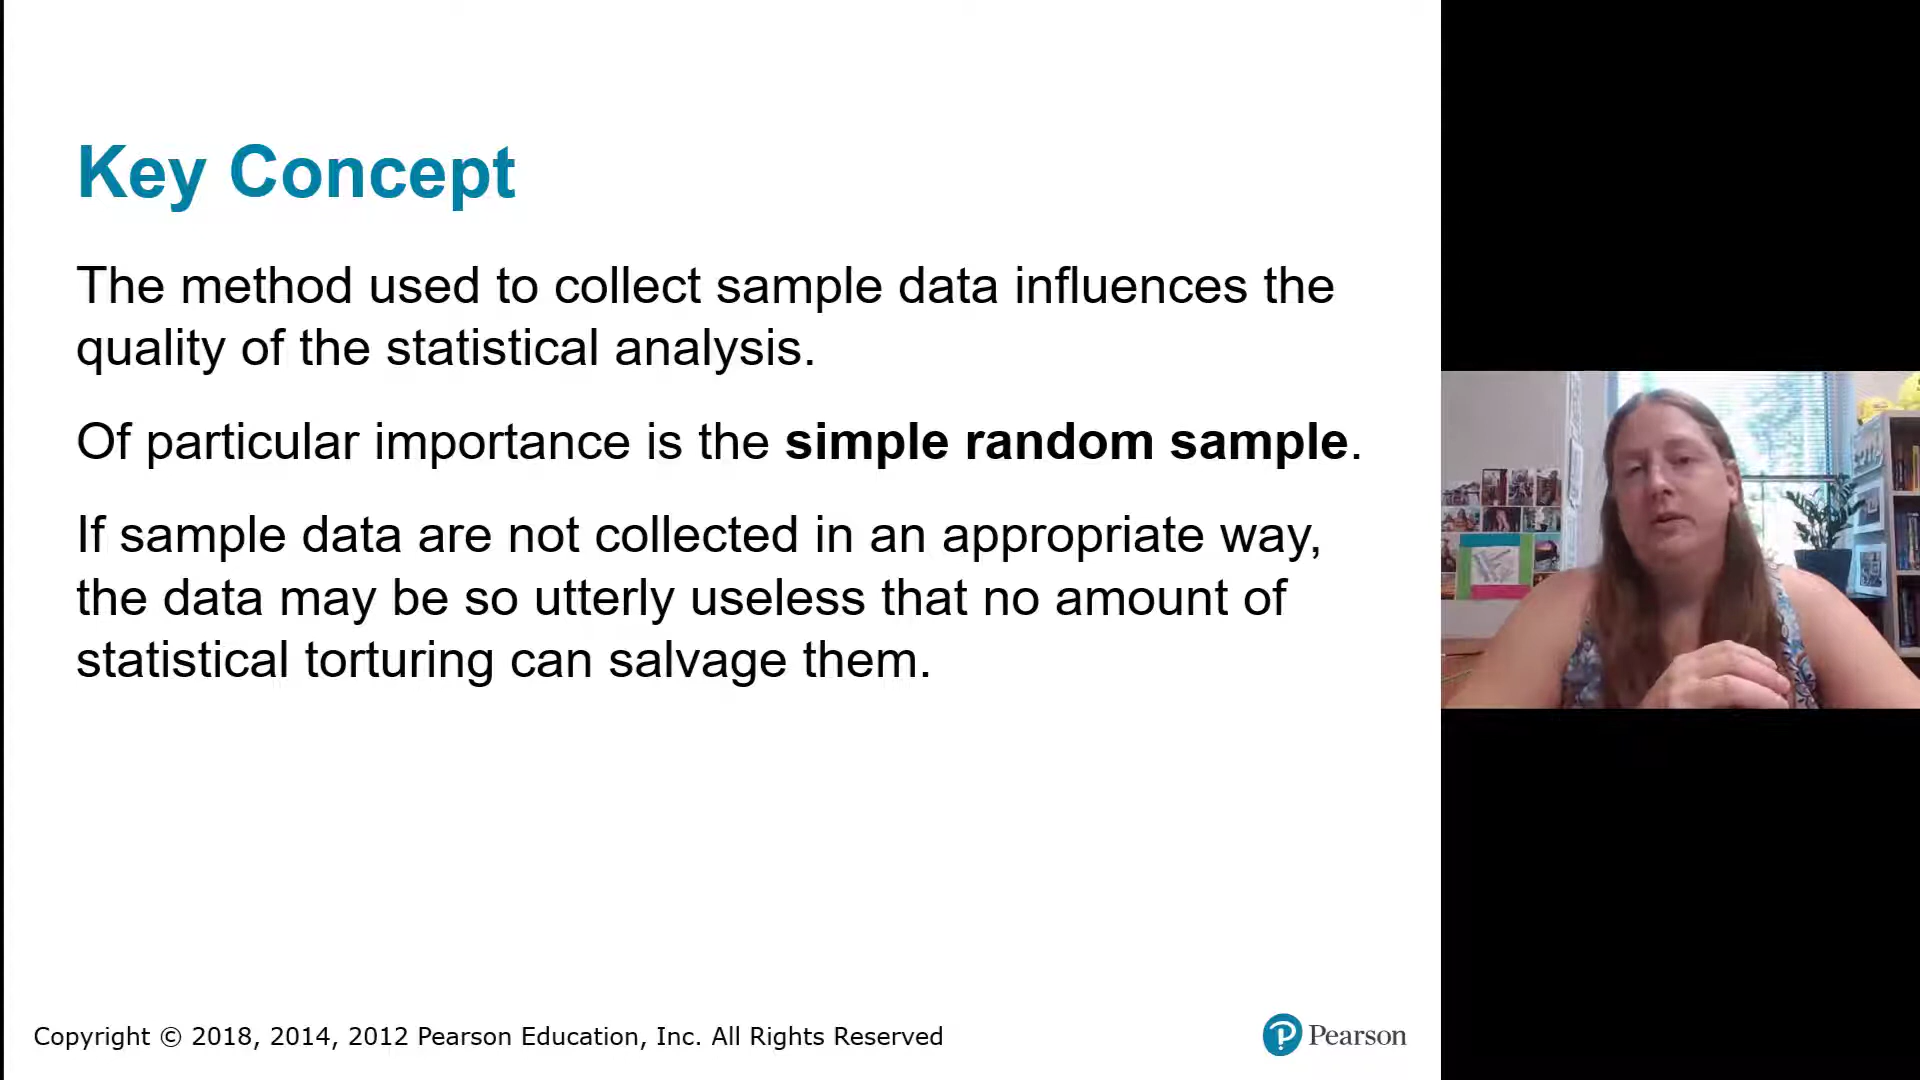 Key Concept
The method used to collect sample data influences the
quality of the statistical analysis.
Of particular importance is the simple random sample.
If sample data are not collected in an appropriate way,
the data may be so utterly useless that no amount of
statistical torturing can salvage them.
Copyright © 2018, 2014, 2012 Pearson Education, Inc. All Rights Reserved
Pearson